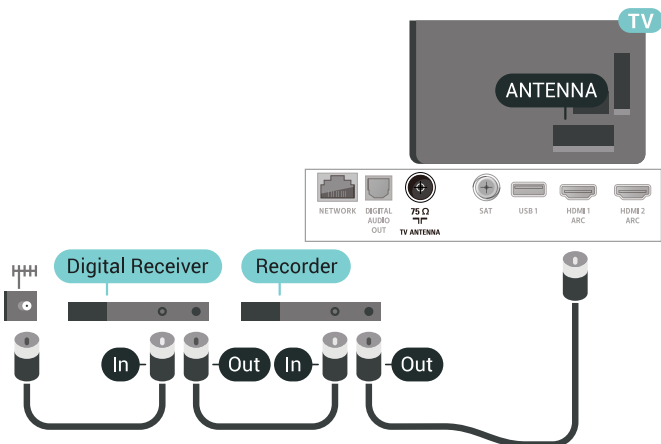 TV
ANTENNA
NETWORK
DIGITAL
AUDIO
OUT
75 Ω
TV ANTENNA
SAT
USB 1
HDMI 1
ARC
HDMI 2
ARC
Digital Receiver
Recorder
In
Out
In
Out